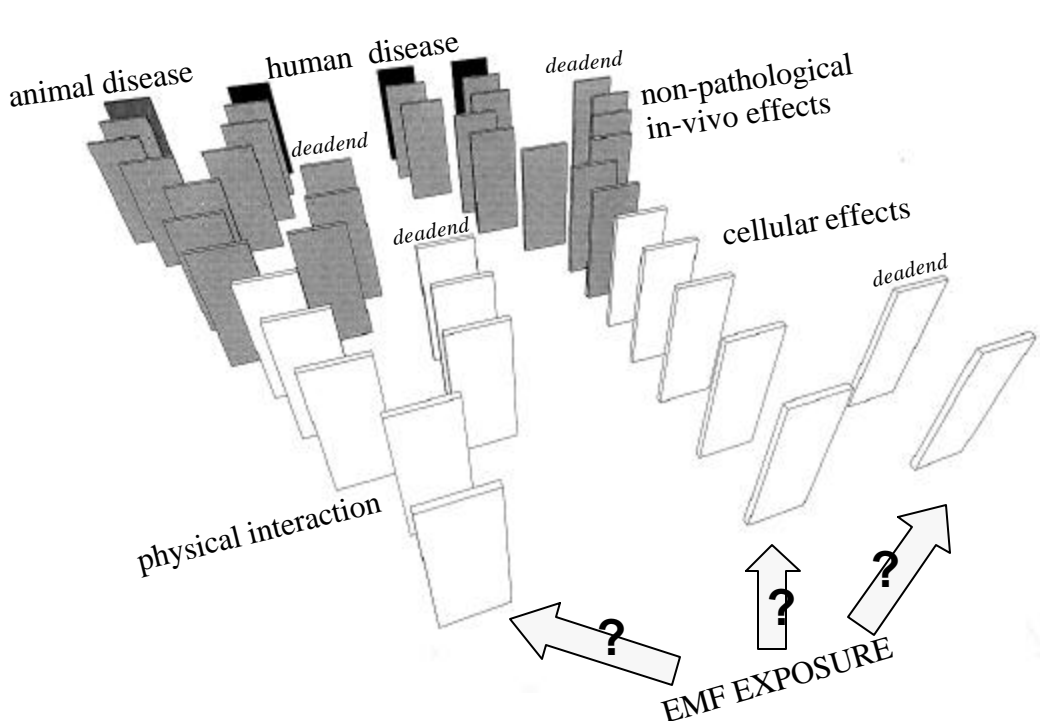 animal disease
human disease
deadend
non-pathological
in-vivo effects
deadend
deadend
cellular effects
deadend
physical interaction
?
?
?
EMF EXPOSURE